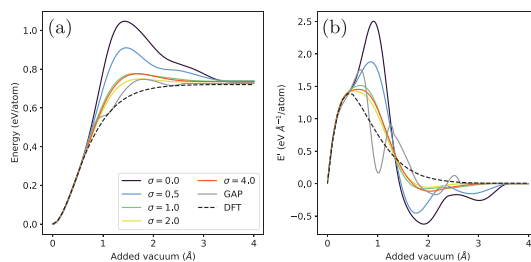 (a)
Energy (eV/atom)
1.0
0.8
0.6
0.4
0.2
0.0
σ = 0.0
σ = 0.5
σ = 1.0
σ = 2.0
σ = 4.0
GAP
DFT
0 1 2 3 4
Added vacuum (Å)
(b)
E' (eV Å⁻¹/atom)
2.5
2.0
1.5
1.0
0.5
0.0
−0.5
0 1 2 3 4
Added vacuum (Å)